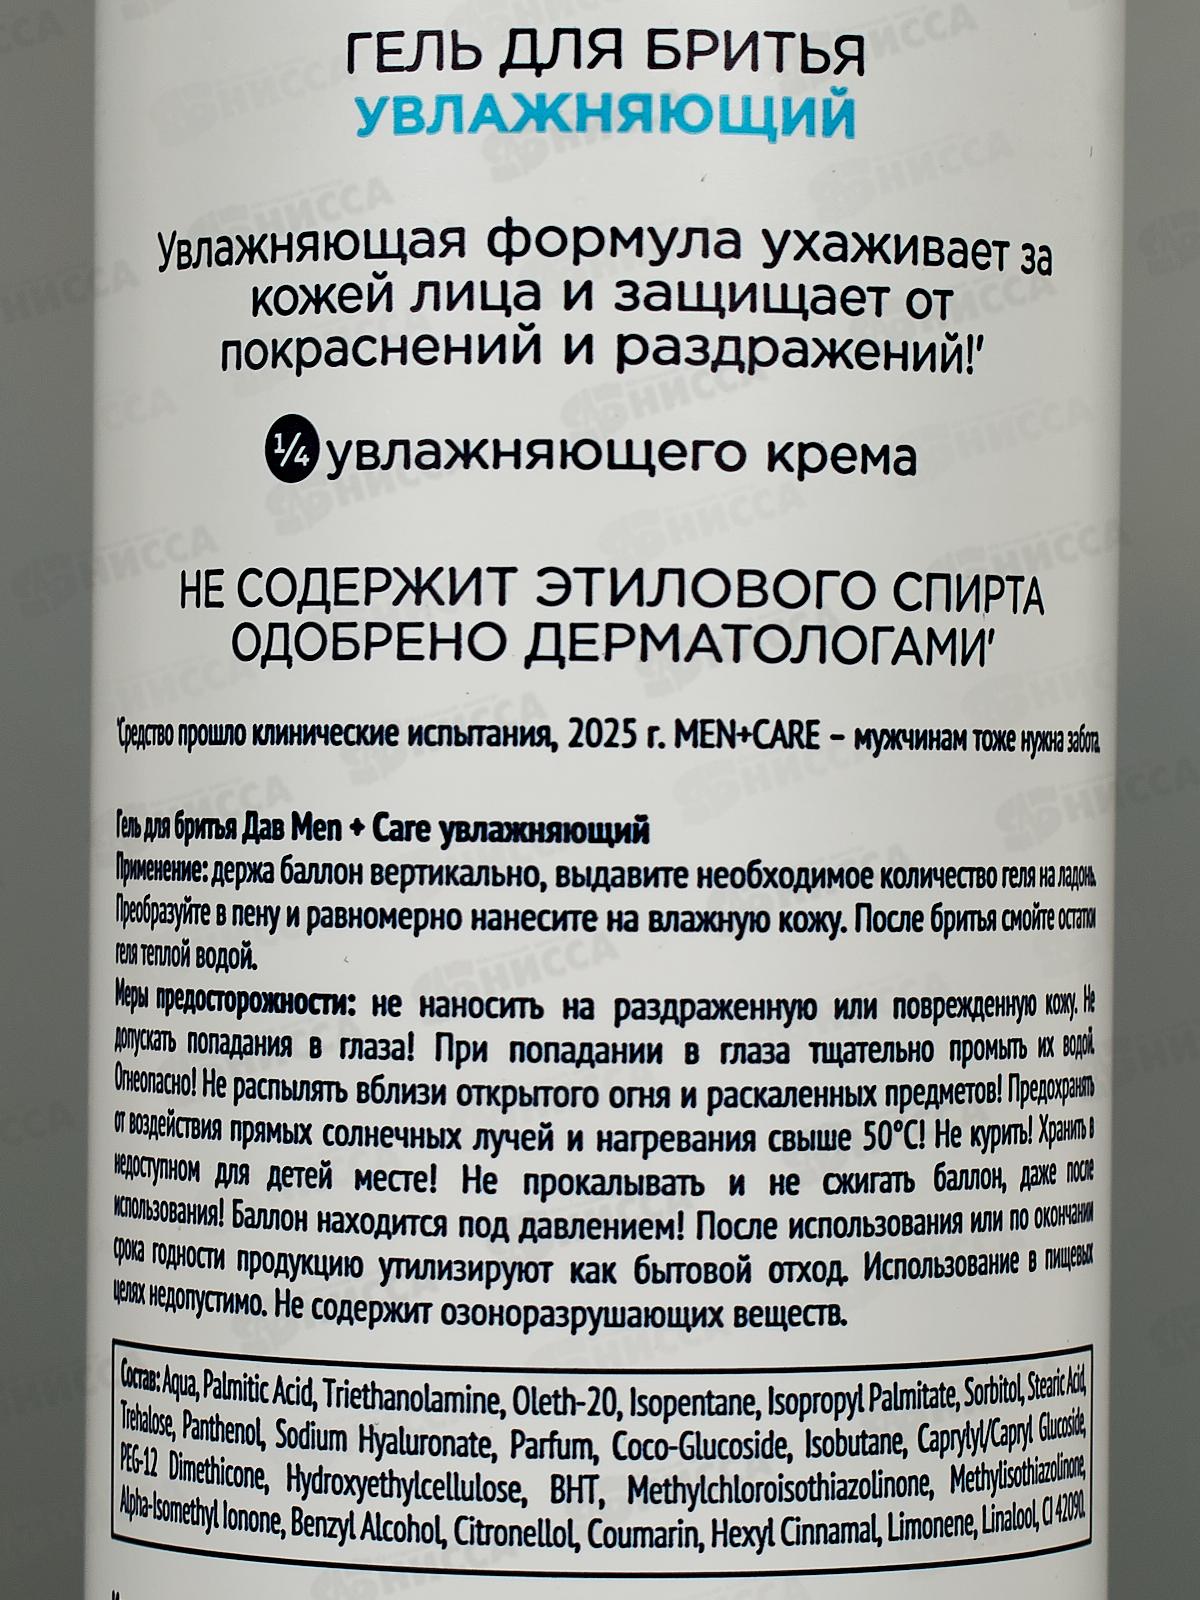 ГЕЛЬ ДЛЯ БРИТЬЯ
УВЛАЖНЯЮЩИЙ
Увлажняющая формула ухаживает за
кожей лица и защищает от
покраснений и раздражений!*
1/4 увлажняющего крема
НЕ СОДЕРЖИТ ЭТИЛОВОГО СПИРТА
ОДОБРЕНО ДЕРМАТОЛОГАМИ*
*Средство прошло клинические испытания, 2025 г. MEN+CARE – мужчинам тоже нужна забота.
Гель для бритья Дав Men + Care увлажняющий
Применение: держа баллон вертикально, выдавите необходимое количество геля на ладонь.
Преобразуйте в пену и равномерно нанесите на влажную кожу. После бритья смойте остатки
геля теплой водой.
Меры предосторожности: не наносить на раздраженную или поврежденную кожу. Не
допускать попадания в глаза! При попадании в глаза тщательно промыть их водой.
Огнеопасно! Не распылять вблизи открытого огня и раскаленных предметов! Предохранять
от воздействия прямых солнечных лучей и нагревания свыше 50°С! Не курить! Хранить в
недоступном для детей месте! Не прокалывать и не сжигать баллон, даже после
использования! Баллон находится под давлением! После использования или по окончании
срока годности продукцию утилизируют как бытовой отход. Использование в пищевых
целях недопустимо. Не содержит озоноразрушающих веществ.
Состав: Aqua, Palmitic Acid, Triethanolamine, Oleth-20, Isopentane, Isopropyl Palmitate, Sorbitol, Stearic Acid,
Trehalose, Panthenol, Sodium Hyaluronate, Parfum, Coco-Glucoside, Isobutane, Caprylyl/Capryl Glucoside,
PEG-12 Dimethicone, Hydroxyethylcellulose, BHT, Methylchloroisothiazolinone, Methylisothiazolinone,
Alpha-Isomethyl Ionone, Benzyl Alcohol, Citronellol, Coumarin, Hexyl Cinnamal, Limonene, Linalool, CI 42090.